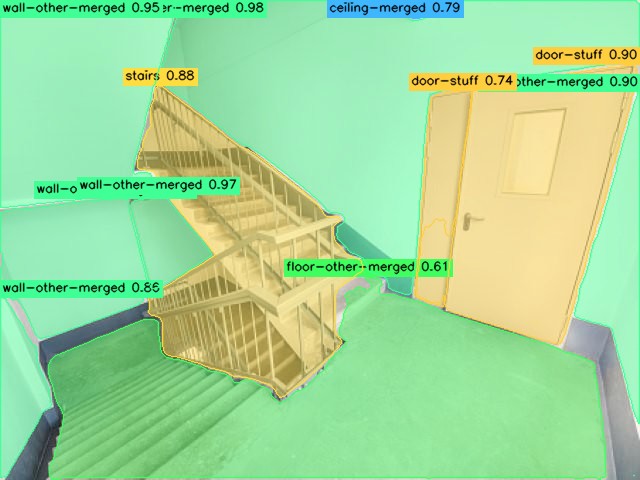 wall-other-merged 0.95
r-merged 0.98
ceiling-merged 0.79
door-stuff 0.90
stairs 0.88
door-stuff 0.74
other-merged 0.90
wall-o
wall-other-merged 0.97
floor-other-merged 0.61
wall-other-merged 0.86